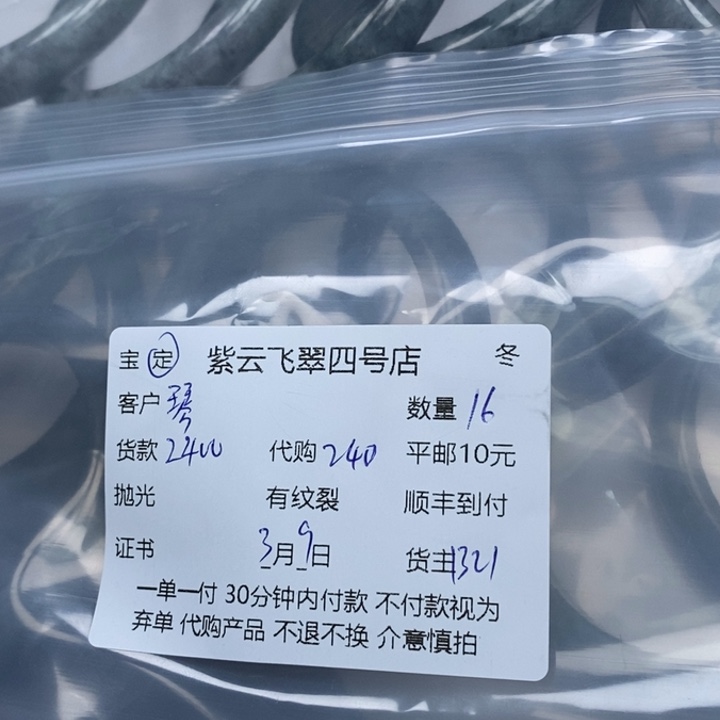 宝 定 紫云飞翠四号店 冬
客户 琴 数量 16
货款 2400 代购 240 平邮10元
抛光 有纹裂 顺丰到付
证书 3月9日 货主1321
一单一付 30分钟内付款 不付款视为
弃单 代购产品 不退不换 介意慎拍